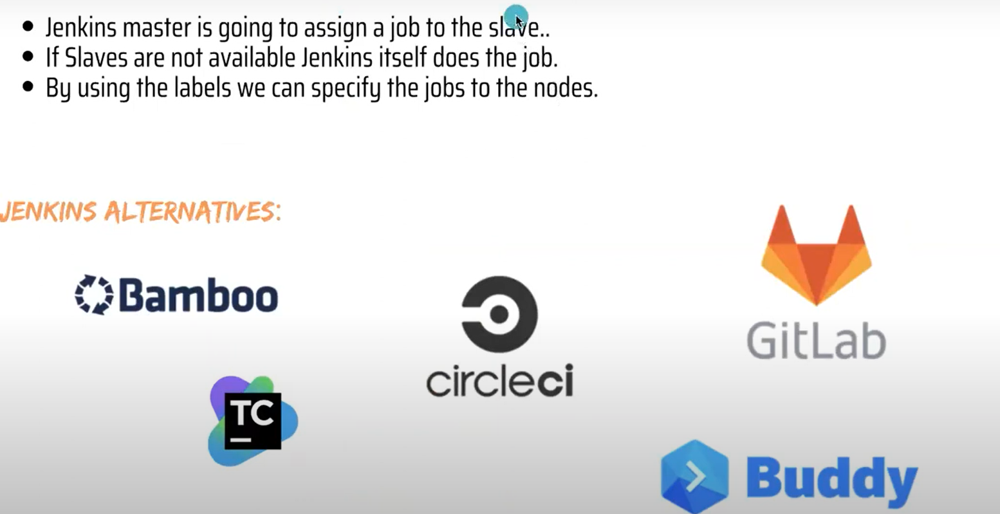 Jenkins master is going to assign a job to the slave..
If Slaves are not available Jenkins itself does the job.
By using the labels we can specify the jobs to the nodes.
JENKINS ALTERNATIVES:
Bamboo
circleci
GitLab
TC
Buddy